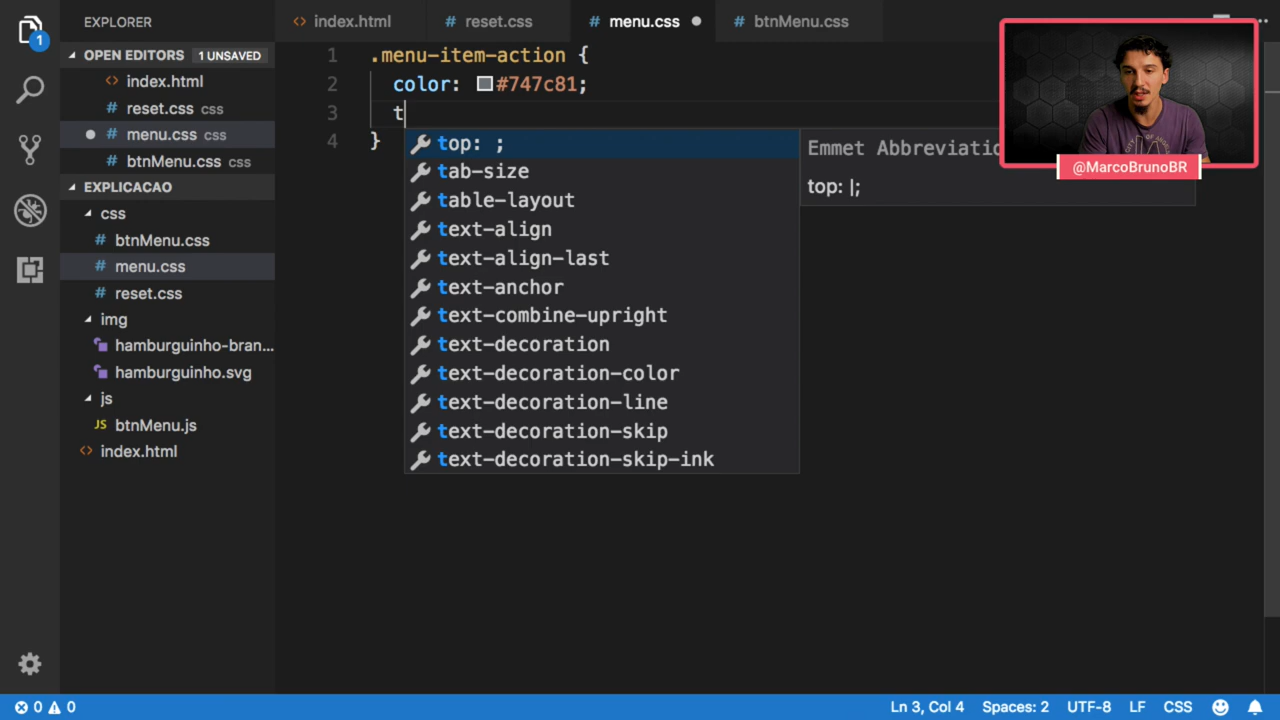 EXPLORER
OPEN EDITORS 1 UNSAVED
index.html
# reset.css css
# menu.css css
# btnMenu.css css
EXPLICACAO
css
# btnMenu.css
# menu.css
# reset.css
img
hamburguinho-bran...
hamburguinho.svg
js
JS btnMenu.js
index.html
1
index.html
# reset.css
# menu.css
# btnMenu.css
1 .menu-item-action {
2 color: #747c81;
3 t
4 }
top: ;
tab-size
table-layout
text-align
text-align-last
text-anchor
text-combine-upright
text-decoration
text-decoration-color
text-decoration-line
text-decoration-skip
text-decoration-skip-ink
Emmet Abbreviatio
top: |;
@MarcoBrunoBR
0 0
Ln 3, Col 4 Spaces: 2 UTF-8 LF CSS